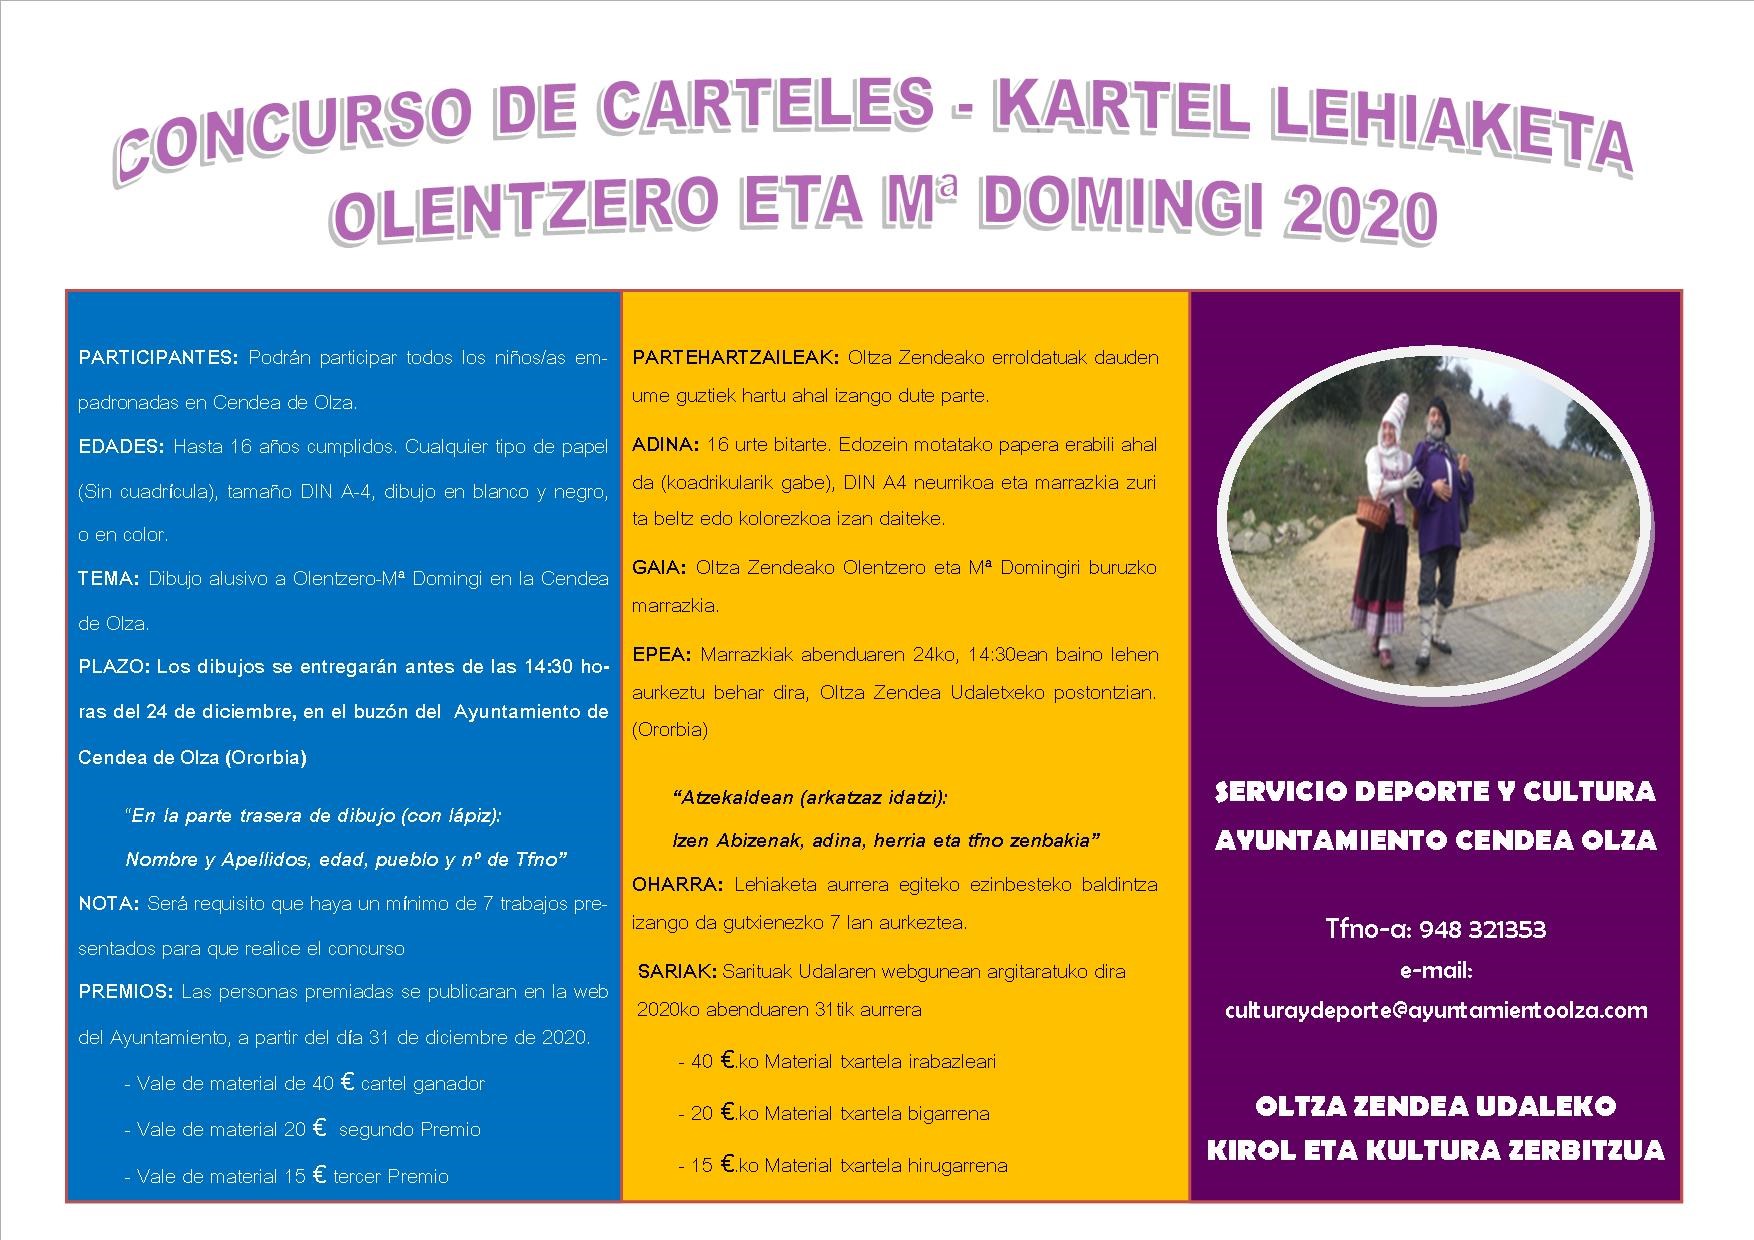 CONCURSO DE CARTELES - KARTEL LEHIAKETA
OLENTZERO ETA Mª DOMINGI 2020
PARTICIPANTES: Podrán participar todos los niños/as em-
padronadas en Cendea de Olza.
EDADES: Hasta 16 años cumplidos. Cualquier tipo de papel
(Sin cuadrícula), tamaño DIN A-4, dibujo en blanco y negro,
o en color.
TEMA: Dibujo alusivo a Olentzero-Mª Domingi en la Cendea
de Olza.
PLAZO: Los dibujos se entregarán antes de las 14:30 ho-
ras del 24 de diciembre, en el buzón del Ayuntamiento de
Cendea de Olza (Ororbia)
“En la parte trasera de dibujo (con lápiz):
Nombre y Apellidos, edad, pueblo y nº de Tfno”
NOTA: Será requisito que haya un mínimo de 7 trabajos pre-
sentados para que realice el concurso
PREMIOS: Las personas premiadas se publicaran en la web
del Ayuntamiento, a partir del día 31 de diciembre de 2020.
- Vale de material de 40 € cartel ganador
- Vale de material 20 € segundo Premio
- Vale de material 15 € tercer Premio
PARTEHARTZAILEAK: Oltza Zendeako erroldatuak dauden
ume guztiek hartu ahal izango dute parte.
ADINA: 16 urte bitarte. Edozein motatako papera erabili ahal
da (koadrikularik gabe), DIN A4 neurrikoa eta marrazkia zuri
ta beltz edo kolorezkoa izan daiteke.
GAIA: Oltza Zendeako Olentzero eta Mª Domingiri buruzko
marrazkia.
EPEA: Marrazkiak abenduaren 24ko, 14:30ean baino lehen
aurkeztu behar dira, Oltza Zendea Udaletxeko postontzian.
(Ororbia)
“Atzekaldean (arkatzaz idatzi):
Izen Abizenak, adina, herria eta tfno zenbakia”
OHARRA: Lehiaketa aurrera egiteko ezinbesteko baldintza
izango da gutxienezko 7 lan aurkeztea.
SARIAK: Sarituak Udalaren webgunean argitaratuko dira
2020ko abenduaren 31tik aurrera
- 40 €.ko Material txartela irabazleari
- 20 €.ko Material txartela bigarrena
- 15 €.ko Material txartela hirugarrena
SERVICIO DEPORTE Y CULTURA
AYUNTAMIENTO CENDEA OLZA
Tfno-a: 948 321353
e-mail:
culturaydeporte@ayuntamientoolza.com
OLTZA ZENDEA UDALEKO
KIROL ETA KULTURA ZERBITZUA